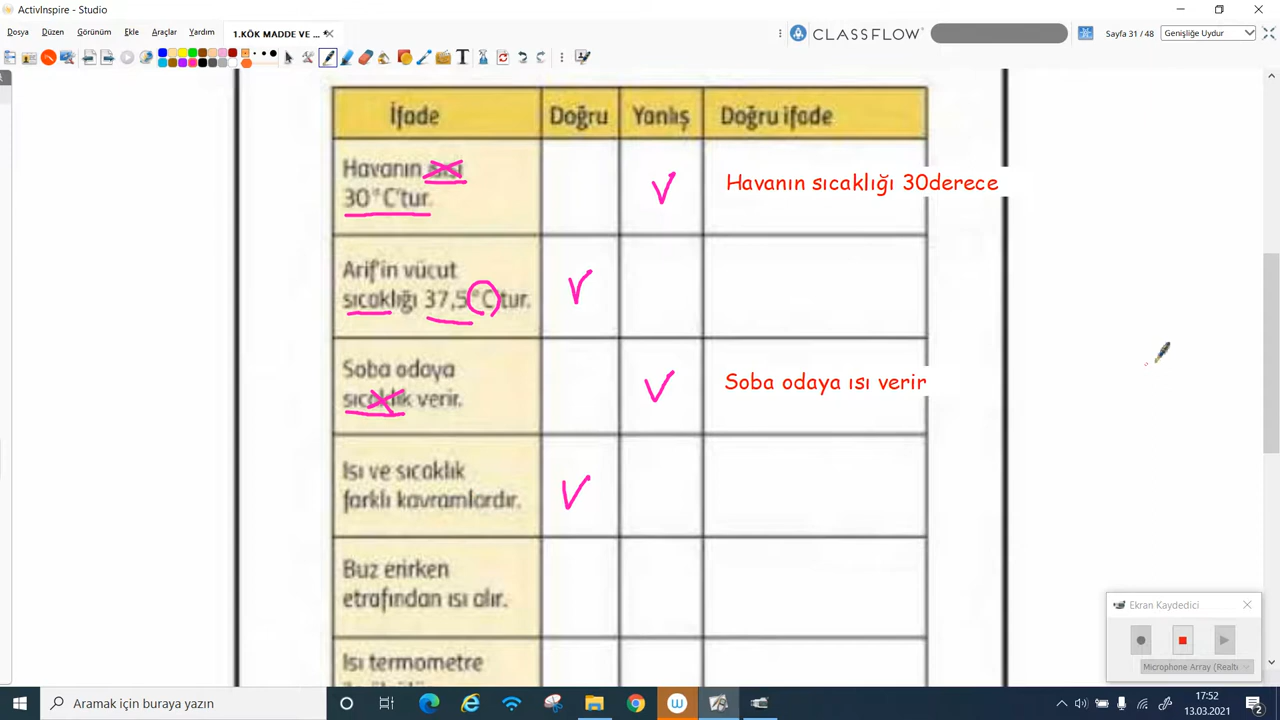 ActivInspire - Studio
Dosya Düzen Görünüm Ekle Araçlar Yardım
1.KÖK MADDE VE ...
CLASSFLOW
Sayfa 31 / 48
Genişliğe Uydur
İfade Doğru Yanlış Doğru ifade
Havanın ısısı
30 °C'tur.
Havanın sıcaklığı 30derece
Arif'in vücut
sıcaklığı 37,5 °C'tur.
Soba odaya
sıcaklık verir.
Soba odaya ısı verir
Isı ve sıcaklık
farklı kavramlardır.
Buz erirken
etrafından ısı alır.
Isı termometre
Ekran Kaydedici
Microphone Array (Realt
Aramak için buraya yazın
17:52
13.03.2021
2